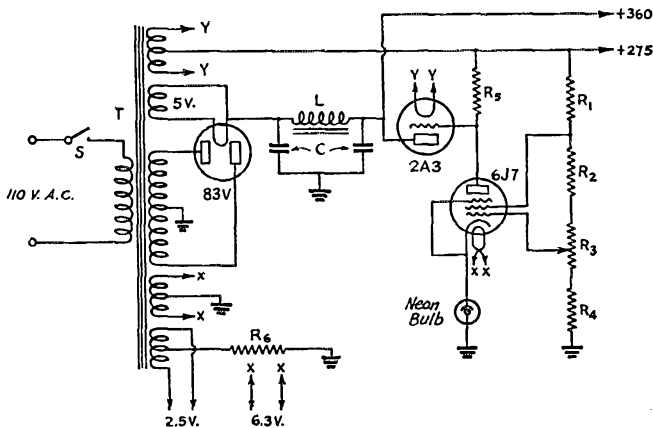 +360
Y
+275
Y
5V.
L
Y Y
R5
R1
T
S
C
2A3
6J7
R2
83V
110 V. A.C.
R3
X X
X
Neon
Bulb
R4
X
R6
X X
2.5V.
6.3V.